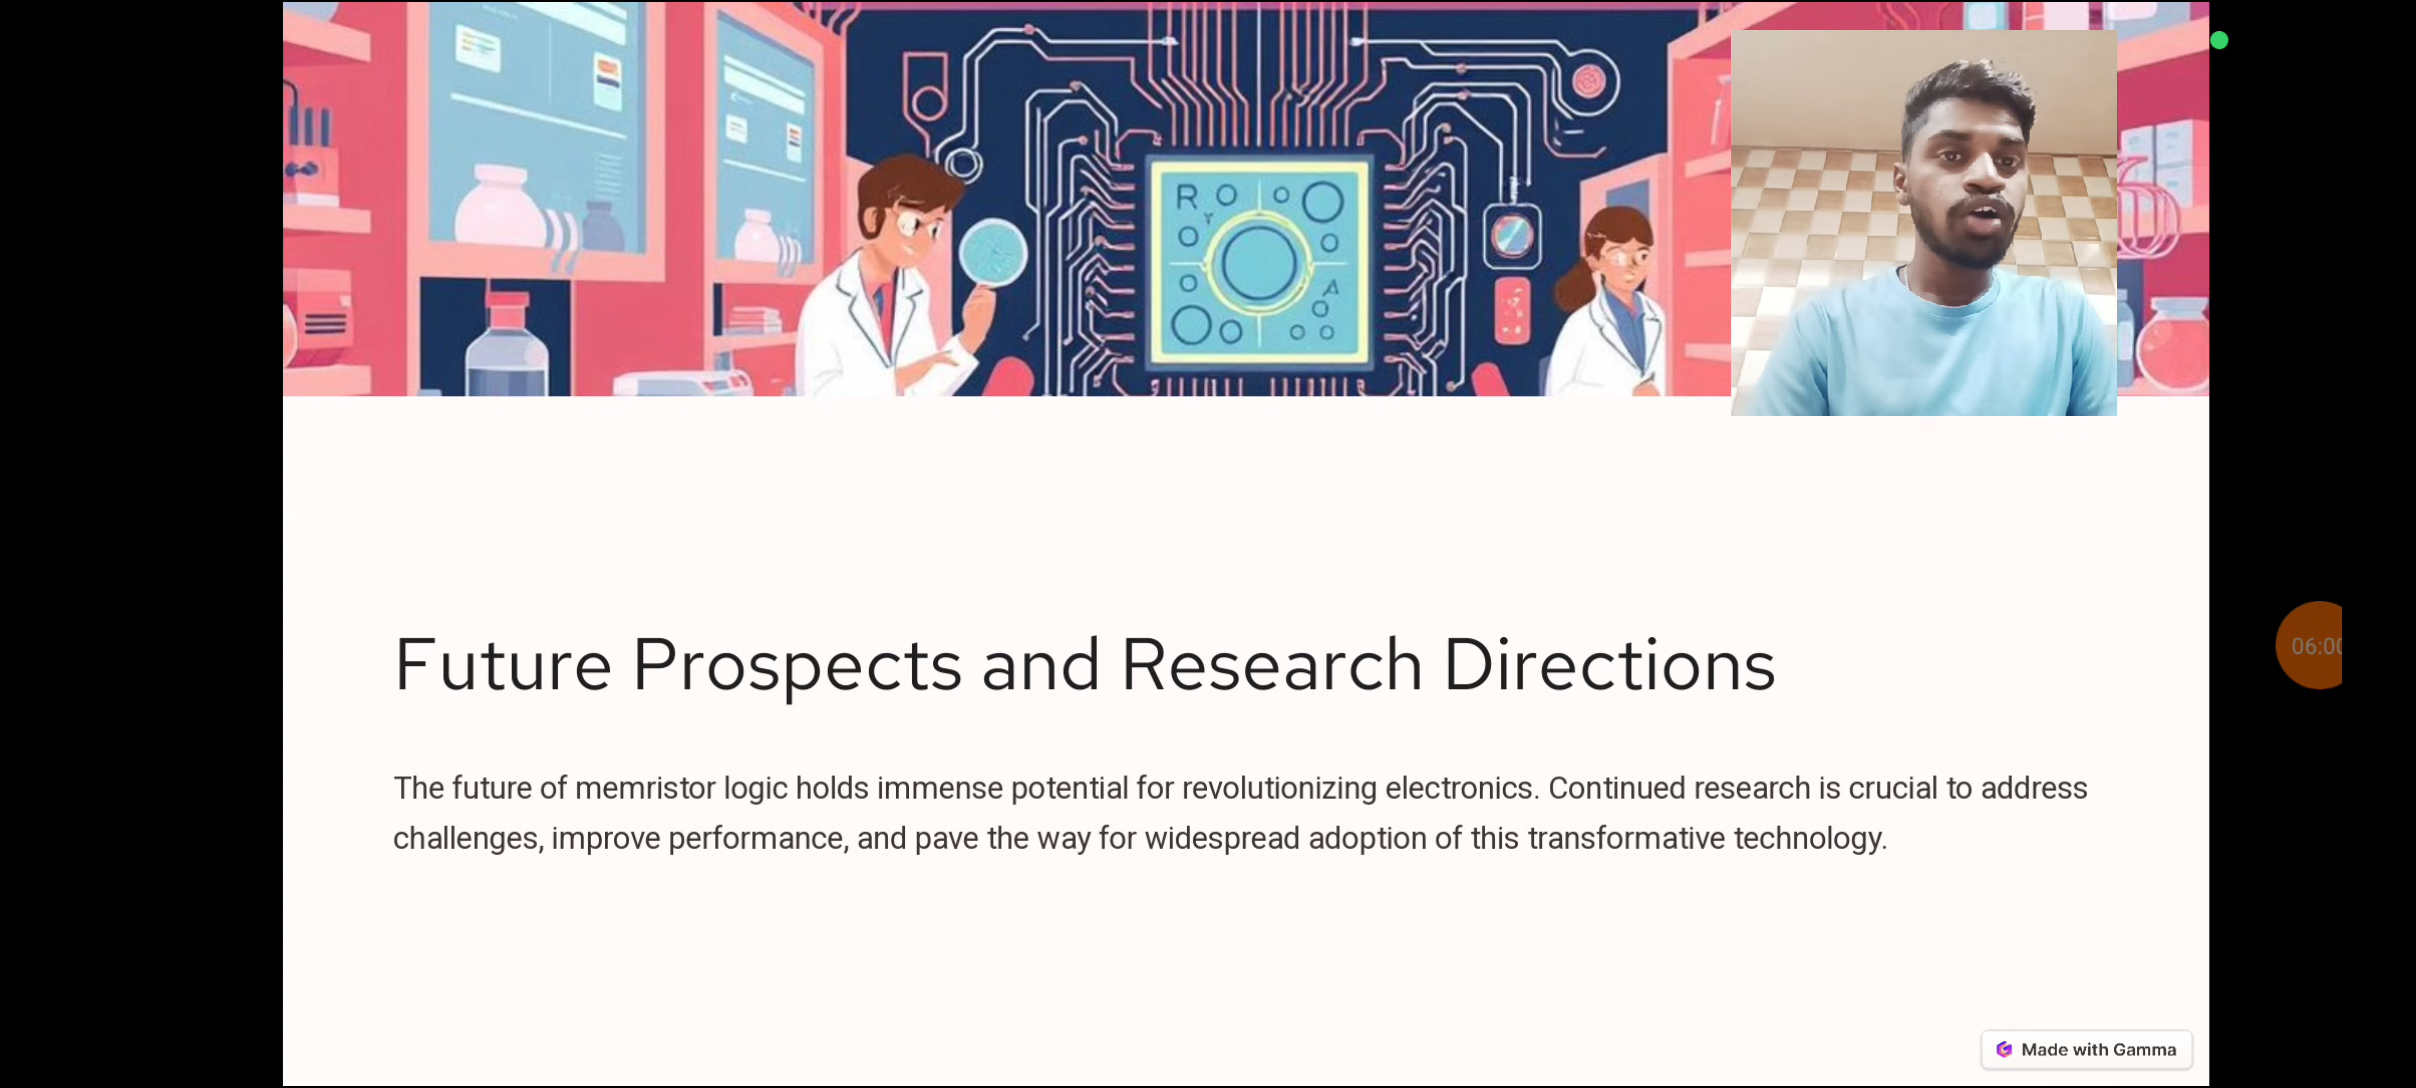 R
Future Prospects and Research Directions
The future of memristor logic holds immense potential for revolutionizing electronics. Continued research is crucial to address
challenges, improve performance, and pave the way for widespread adoption of this transformative technology.
06:00
Made with Gamma